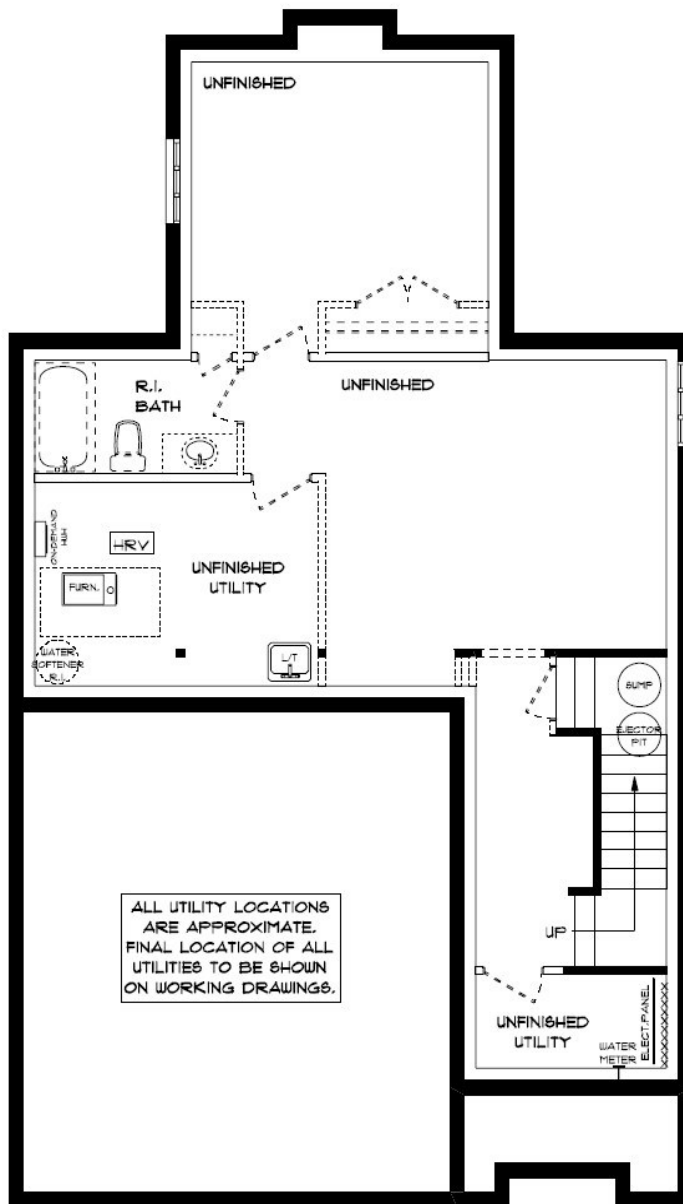 UNFINISHED
R.I.
BATH
UNFINISHED
ON-DEMAND
HWH
HRV
UNFINISHED
UTILITY
FURN.
WATER
SOFTENER
R.I.
L/T
SUMP
EJECTOR
PIT
ALL UTILITY LOCATIONS
ARE APPROXIMATE.
FINAL LOCATION OF ALL
UTILITIES TO BE SHOWN
ON WORKING DRAWINGS.
UP
UNFINISHED
UTILITY
WATER
METER
ELECT.PANEL